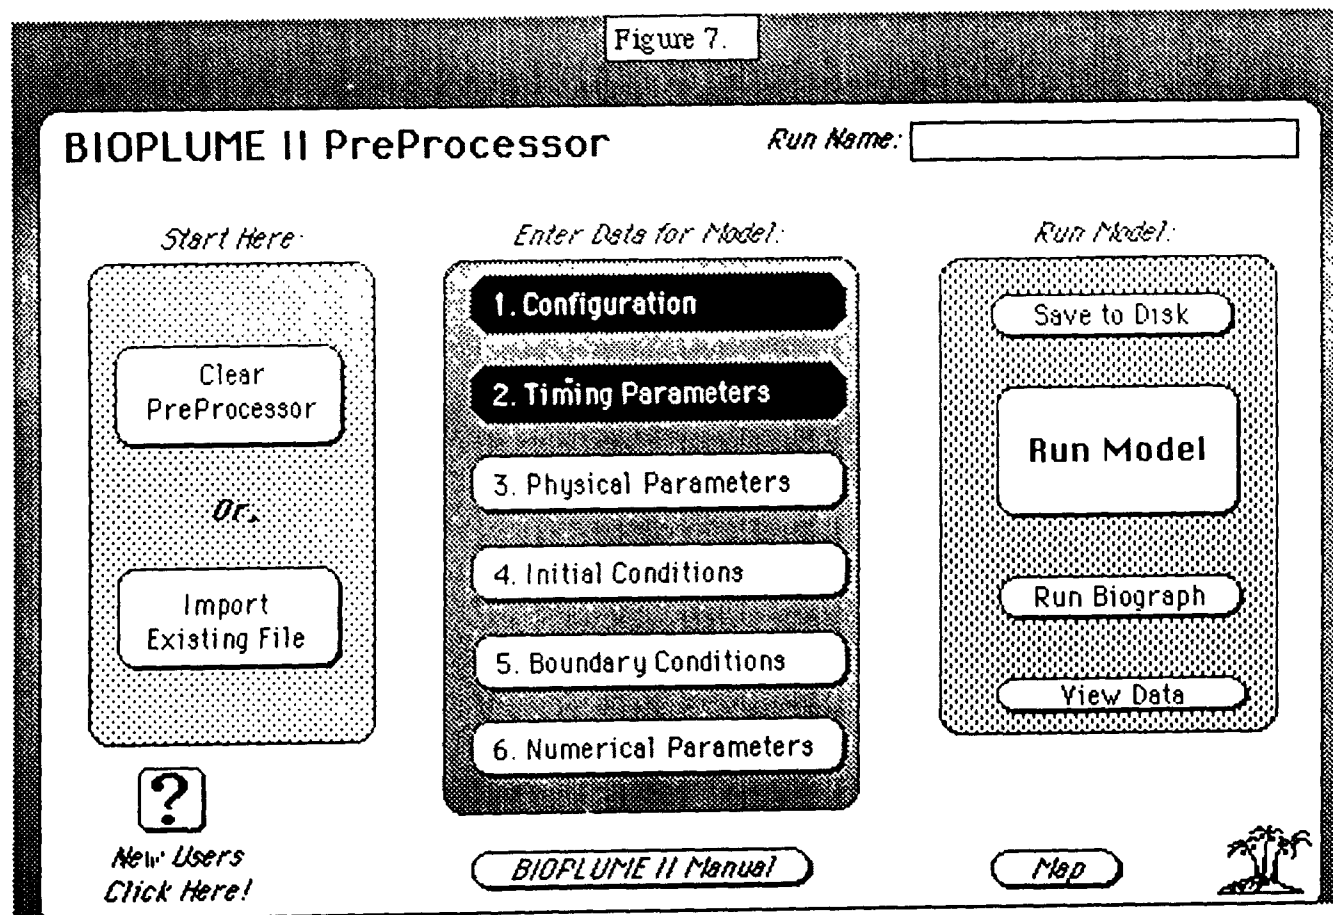 Figure 7.
BIOPLUME II PreProcessor
Run Name:
Start Here:
Clear
PreProcessor
Or,
Import
Existing File
?
New Users
Click Here!
Enter Data for Model:
1. Configuration
2. Timing Parameters
3. Physical Parameters
4. Initial Conditions
5. Boundary Conditions
6. Numerical Parameters
BIOPLUME II Manual
Run Model:
Save to Disk
Run Model
Run Biograph
View Data
Map